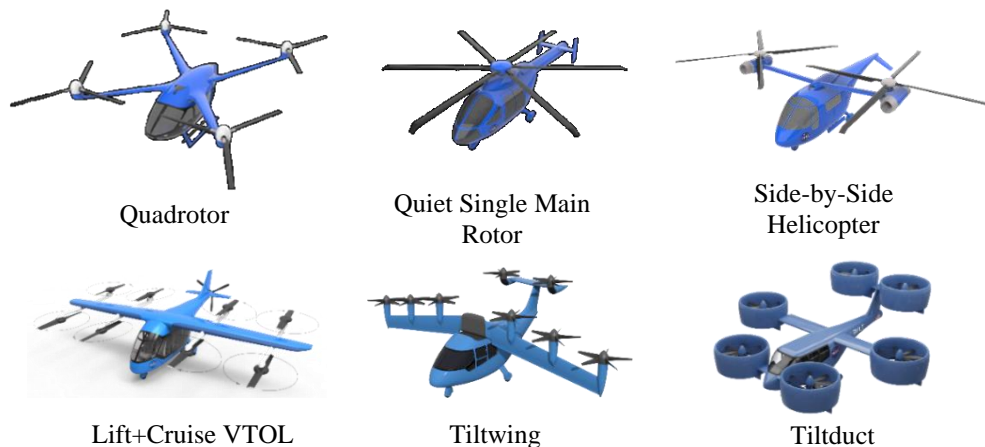 Quadrotor
Quiet Single Main
Rotor
Side-by-Side
Helicopter
Lift+Cruise VTOL
Tiltwing
Tiltduct